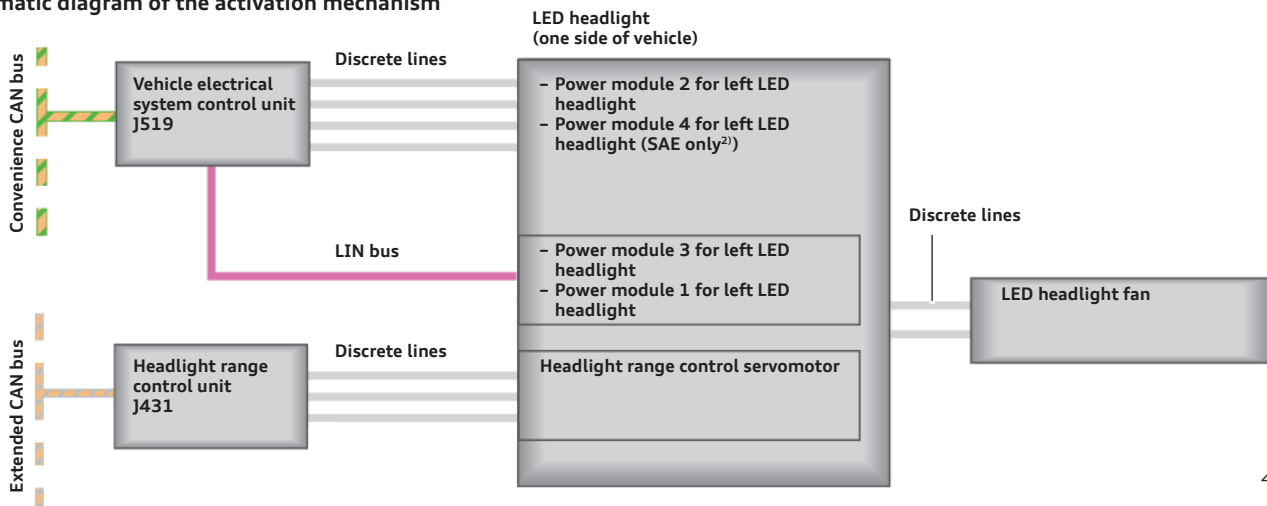 matic diagram of the activation mechanism
LED headlight
(one side of vehicle)
Convenience CAN bus
Vehicle electrical
system control unit
J519
Discrete lines
– Power module 2 for left LED
headlight
– Power module 4 for left LED
headlight (SAE only2))
LIN bus
– Power module 3 for left LED
headlight
– Power module 1 for left LED
headlight
Discrete lines
LED headlight fan
Extended CAN bus
Headlight range
control unit
J431
Discrete lines
Headlight range control servomotor